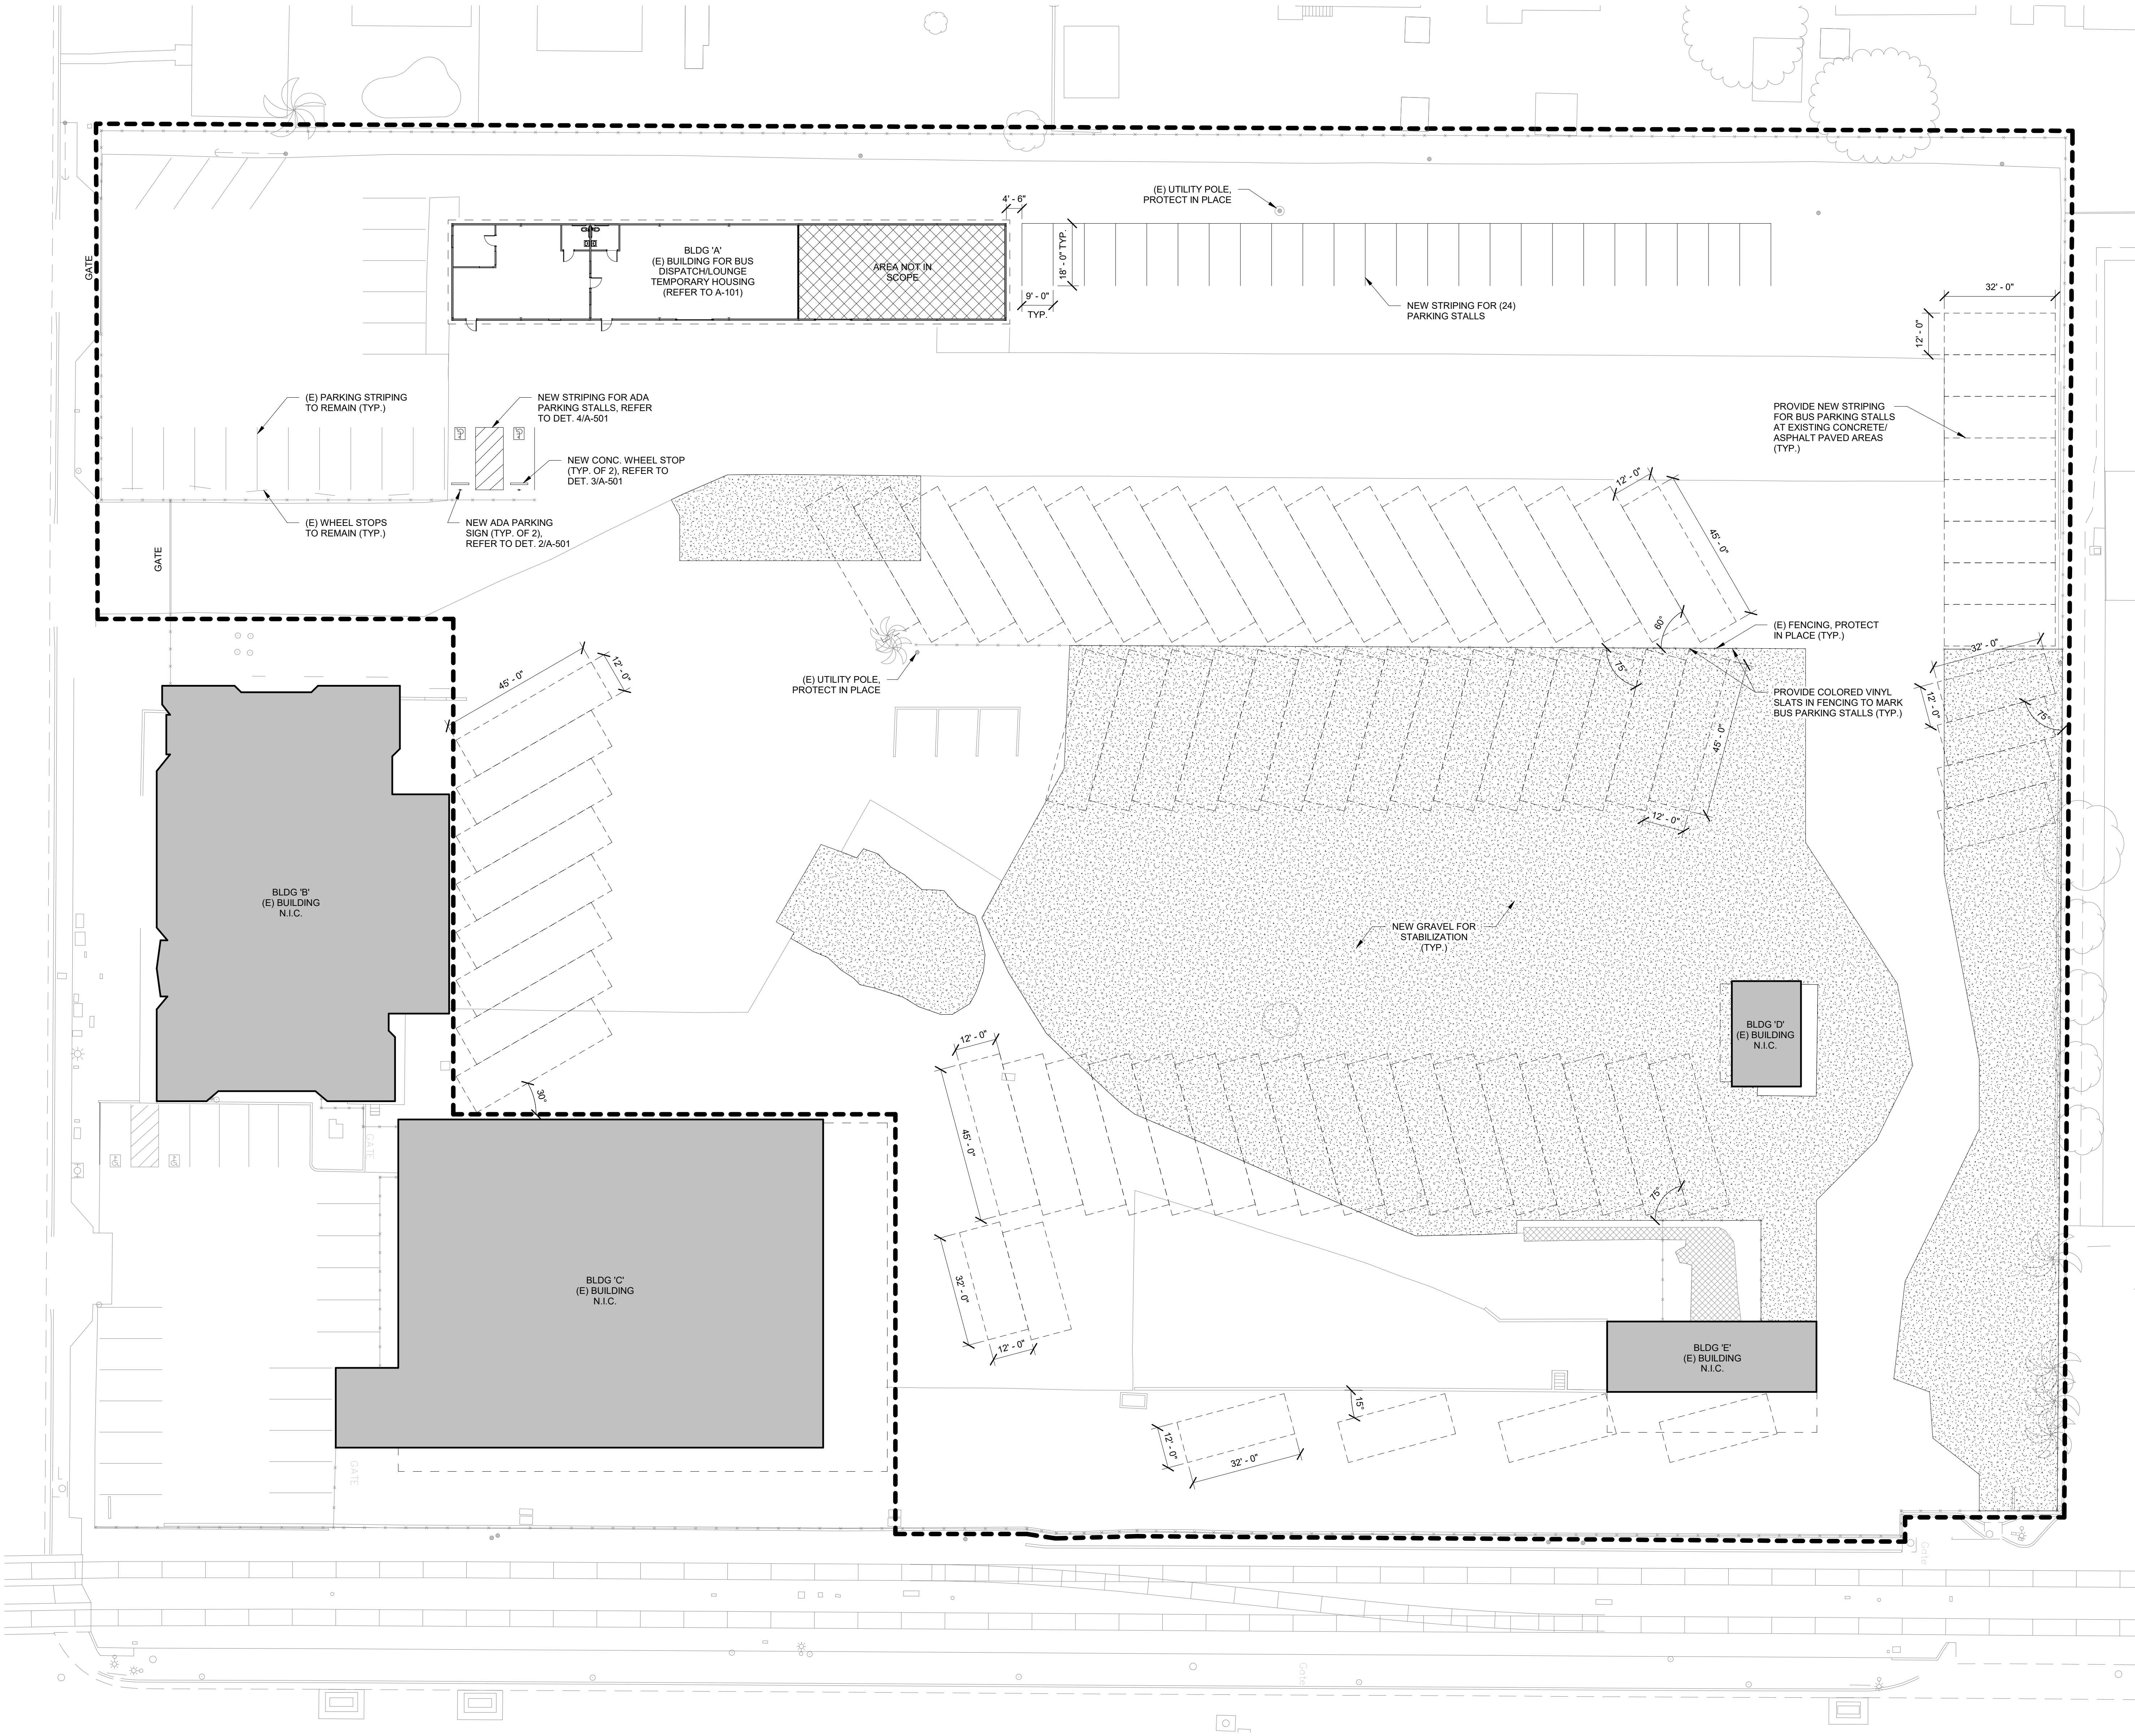 (E) UTILITY POLE,
PROTECT IN PLACE
4' - 6"
GATE
BLDG 'A'
(E) BUILDING FOR BUS
DISPATCH/LOUNGE
TEMPORARY HOUSING
(REFER TO A-101)
AREA NOT IN
SCOPE
18' - 0" TYP.
9' - 0"
TYP.
NEW STRIPING FOR (24)
PARKING STALLS
32' - 0"
12' - 0"
(E) PARKING STRIPING
TO REMAIN (TYP.)
NEW STRIPING FOR ADA
PARKING STALLS, REFER
TO DET. 4/A-501
PROVIDE NEW STRIPING
FOR BUS PARKING STALLS
AT EXISTING CONCRETE/
ASPHALT PAVED AREAS
(TYP.)
NEW CONC. WHEEL STOP
(TYP. OF 2), REFER TO
DET. 3/A-501
12' - 0"
45' - 0"
(E) WHEEL STOPS
TO REMAIN (TYP.)
NEW ADA PARKING
SIGN (TYP. OF 2),
REFER TO DET. 2/A-501
GATE
60°
(E) FENCING, PROTECT
IN PLACE (TYP.)
32' - 0"
45' - 0"
12' - 0"
(E) UTILITY POLE,
PROTECT IN PLACE
75°
PROVIDE COLORED VINYL
SLATS IN FENCING TO MARK
BUS PARKING STALLS (TYP.)
12' - 0"
75°
45' - 0"
12' - 0"
BLDG 'B'
(E) BUILDING
N.I.C.
NEW GRAVEL FOR
STABILIZATION
(TYP.)
BLDG 'D'
(E) BUILDING
N.I.C.
12' - 0"
30°
45' - 0"
GATE
75°
BLDG 'C'
(E) BUILDING
N.I.C.
32' - 0"
12' - 0"
BLDG 'E'
(E) BUILDING
N.I.C.
15°
12' - 0"
32' - 0"
GATE
Gate
Gate